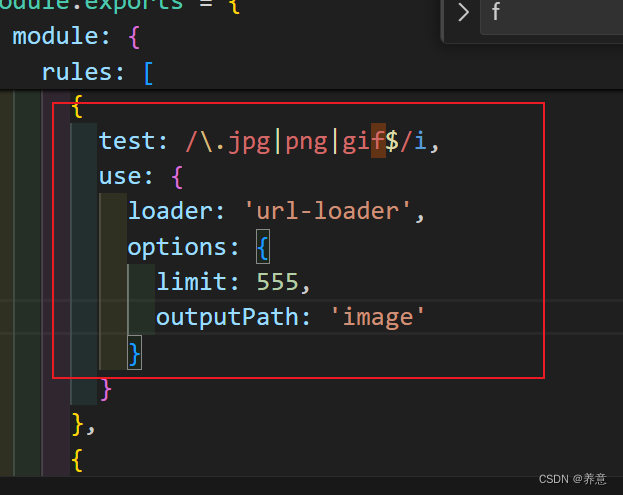 module.exports = {
module: {
rules: [
f
{
test: /\.jpg|png|gif$/i,
use: {
loader: 'url-loader',
options: {
limit: 555,
outputPath: 'image'
}
}
},
{
CSDN @养意